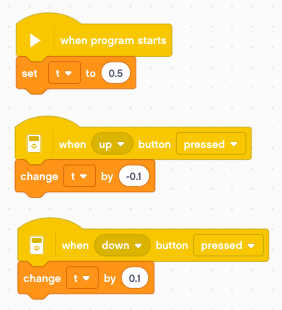 when program starts
set t to 0.5
when up button pressed
change t by -0.1
when down button pressed
change t by 0.1